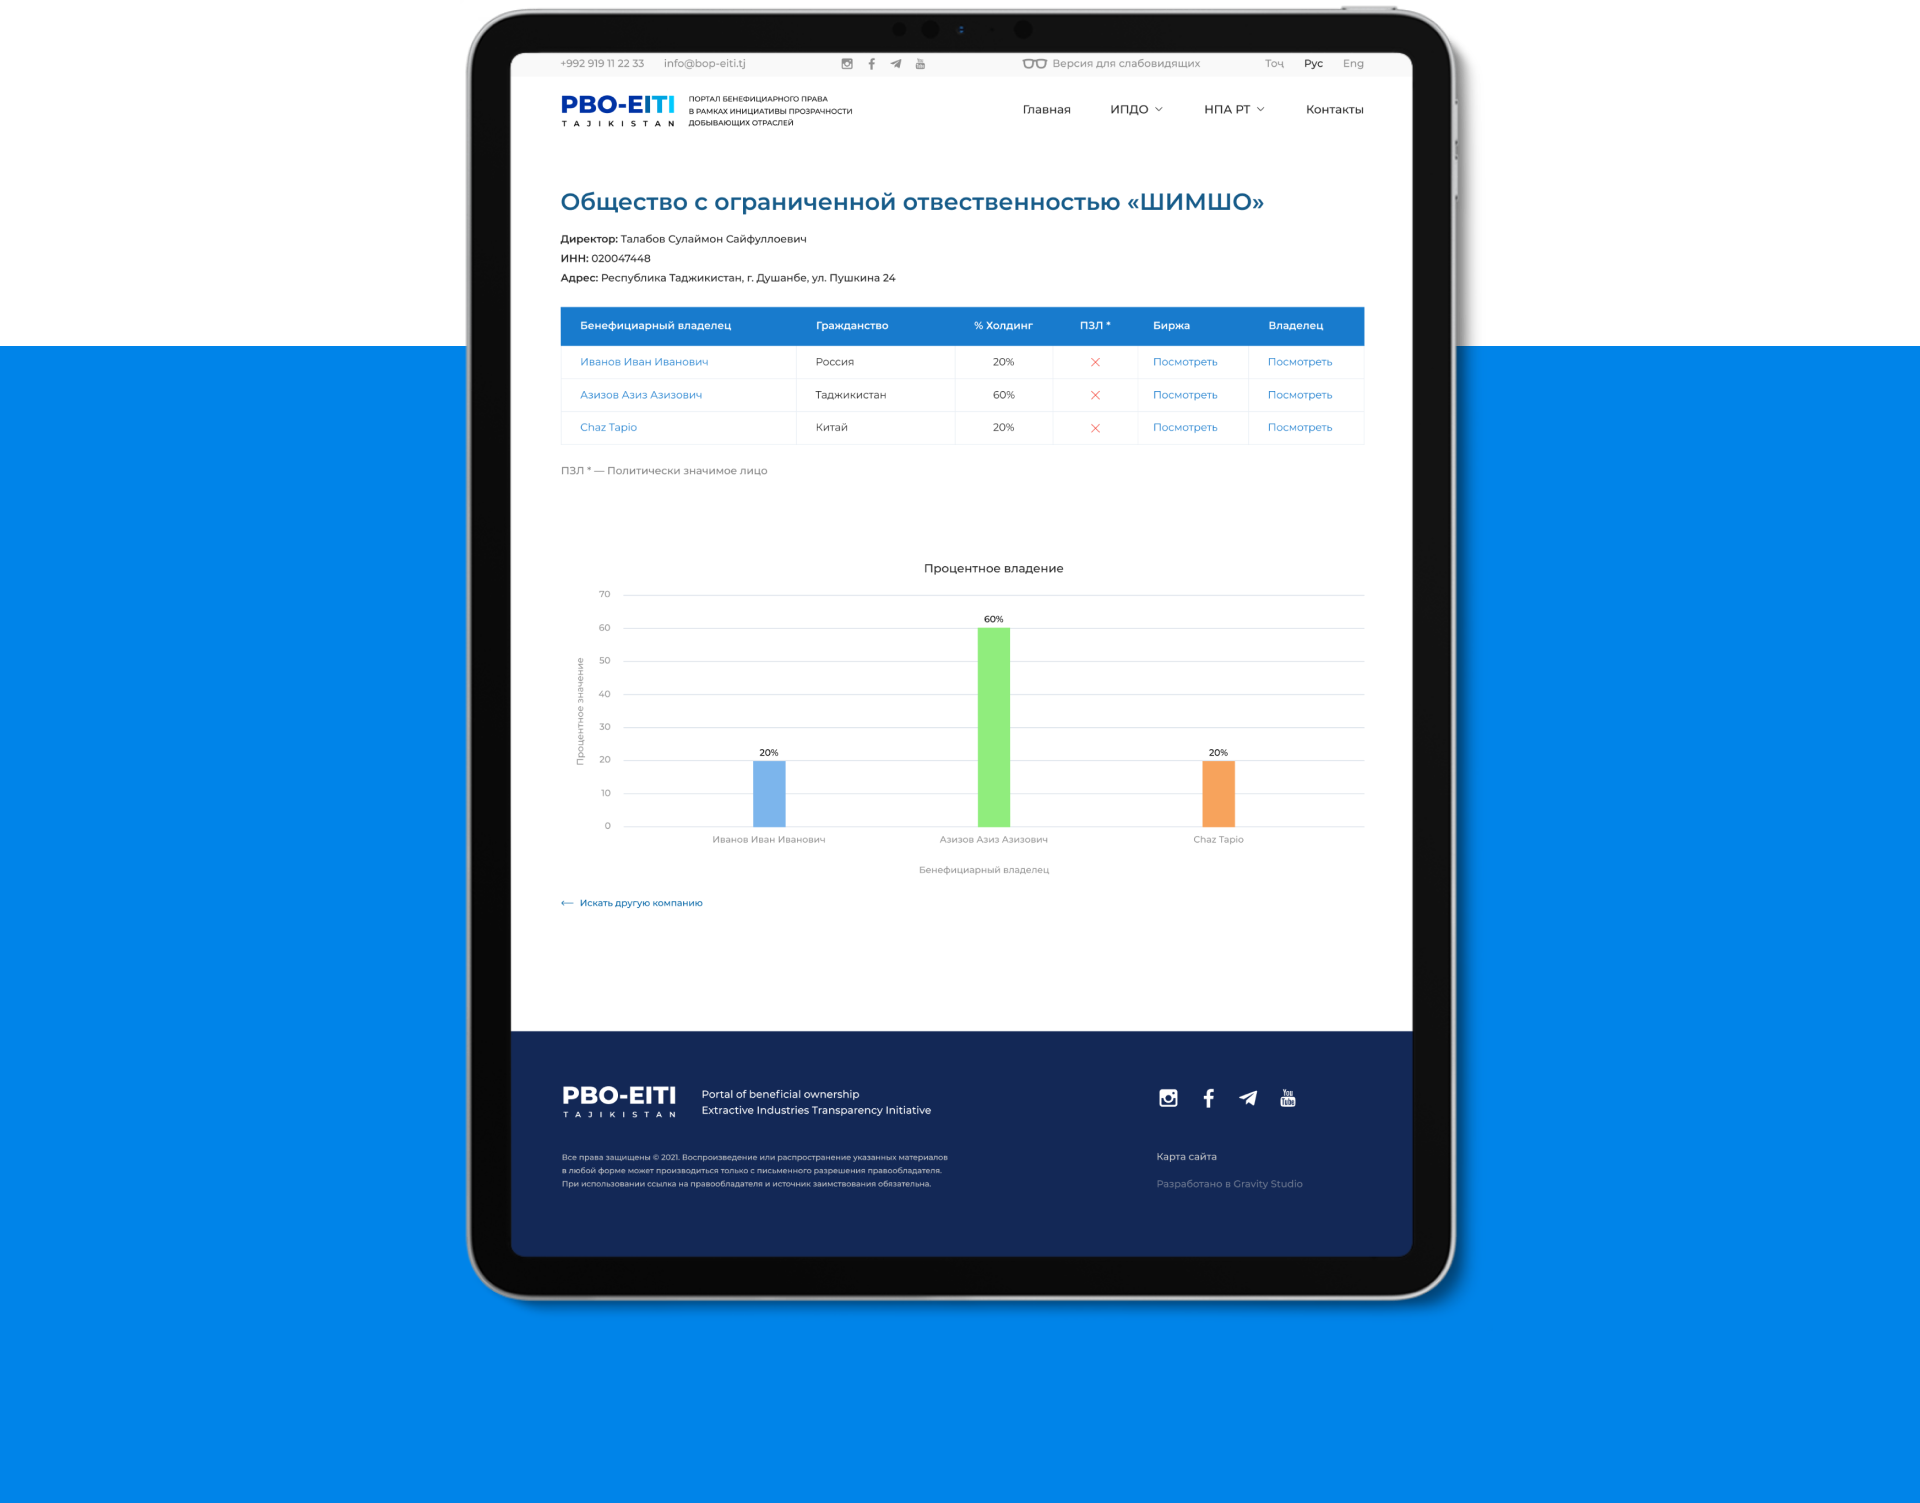 +992 919 11 22 33 info@bop-eiti.tj Версия для слабовидящих Тоҷ Рус Eng
PBO-EITI
TAJIKISTAN
ПОРТАЛ БЕНЕФИЦИАРНОГО ПРАВА
В РАМКАХ ИНИЦИАТИВЫ ПРОЗРАЧНОСТИ
ДОБЫВАЮЩИХ ОТРАСЛЕЙ
Главная ИПДО НПА РТ Контакты
Общество с ограниченной отвественностью «ШИМШО»
Директор: Талабов Сулаймон Сайфуллоевич
ИНН: 020047448
Адрес: Республика Таджикистан, г. Душанбе, ул. Пушкина 24
Бенефициарный владелец Гражданство % Холдинг ПЗЛ * Биржа Владелец
Иванов Иван Иванович Россия 20% Посмотреть Посмотреть
Азизов Азиз Азизович Таджикистан 60% Посмотреть Посмотреть
Chaz Tapio Китай 20% Посмотреть Посмотреть
ПЗЛ * — Политически значимое лицо
Процентное владение
Процентное значение
70
60
50
40
30
20
10
0
20%
60%
20%
Иванов Иван Иванович Азизов Азиз Азизович Chaz Tapio
Бенефициарный владелец
Искать другую компанию
PBO-EITI
TAJIKISTAN
Portal of beneficial ownership
Extractive Industries Transparency Initiative
You
Tube
Все права защищены © 2021. Воспроизведение или распространение указанных материалов
в любой форме может производиться только с письменного разрешения правообладателя.
При использовании ссылка на правообладателя и источник заимствования обязательна.
Карта сайта
Разработано в Gravity Studio